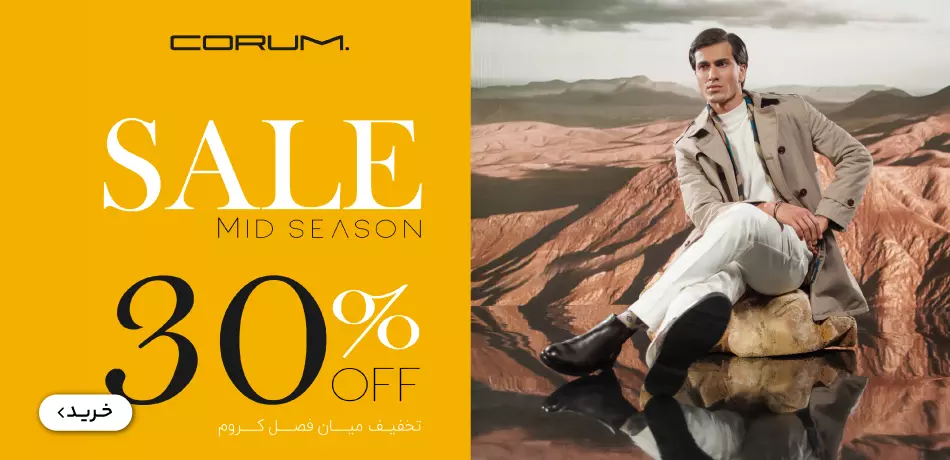 CORUM.
SALE
MID SEASON
30%
OFF
تخفیف میان فصل کروم
خرید›